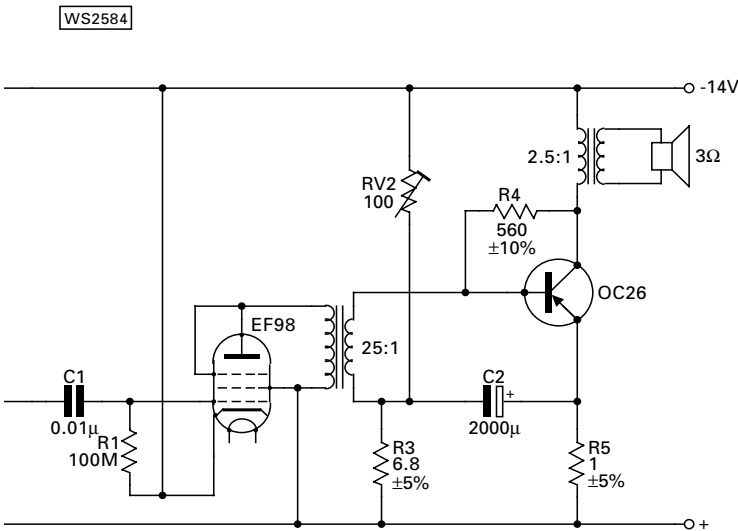 WS2584
-14V
2.5:1
3Ω
RV2
100
R4
560
±10%
OC26
EF98
25:1
C1
0.01µ
C2
+
2000µ
R1
100M
R3
6.8
±5%
R5
1
±5%
+